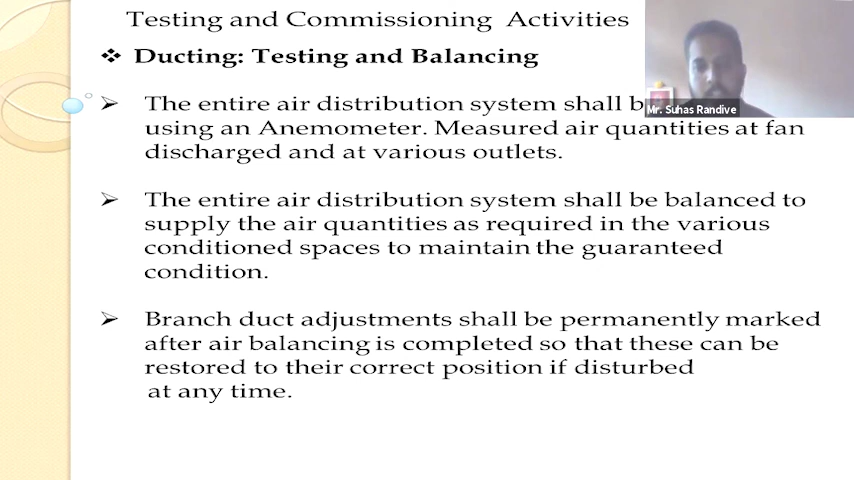 Testing and Commissioning Activities
❖ Ducting: Testing and Balancing
➢ The entire air distribution system shall
Mr. Suhas Randive
using an Anemometer. Measured air quantities at fan
discharged and at various outlets.
➢ The entire air distribution system shall be balanced to
supply the air quantities as required in the various
conditioned spaces to maintain the guaranteed
condition.
➢ Branch duct adjustments shall be permanently marked
after air balancing is completed so that these can be
restored to their correct position if disturbed
at any time.